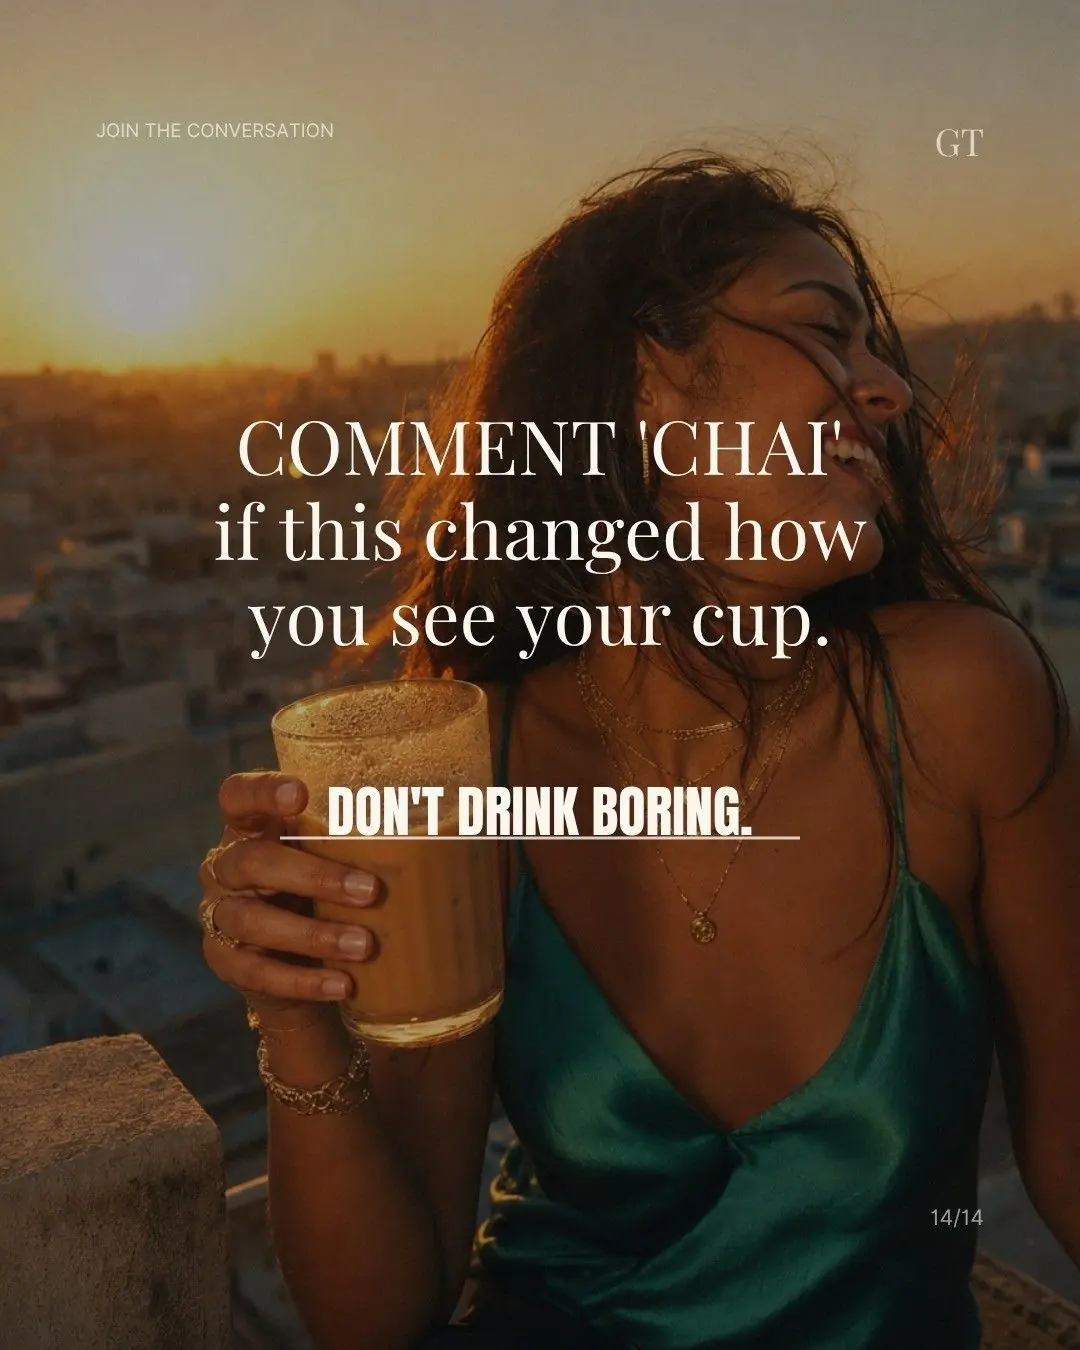 JOIN THE CONVERSATION
GT
COMMENT 'CHAI'
if this changed how
you see your cup.
DON'T DRINK BORING.
14/14